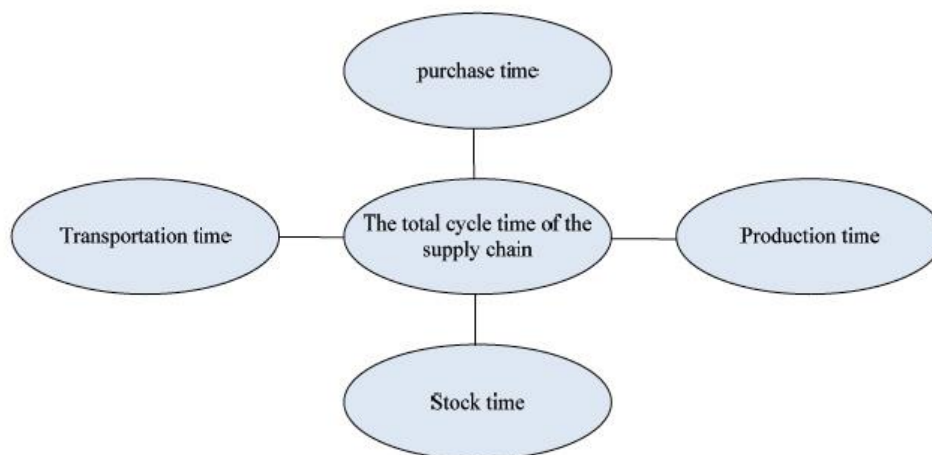 purchase time
Transportation time
The total cycle time of the
supply chain
Production time
Stock time